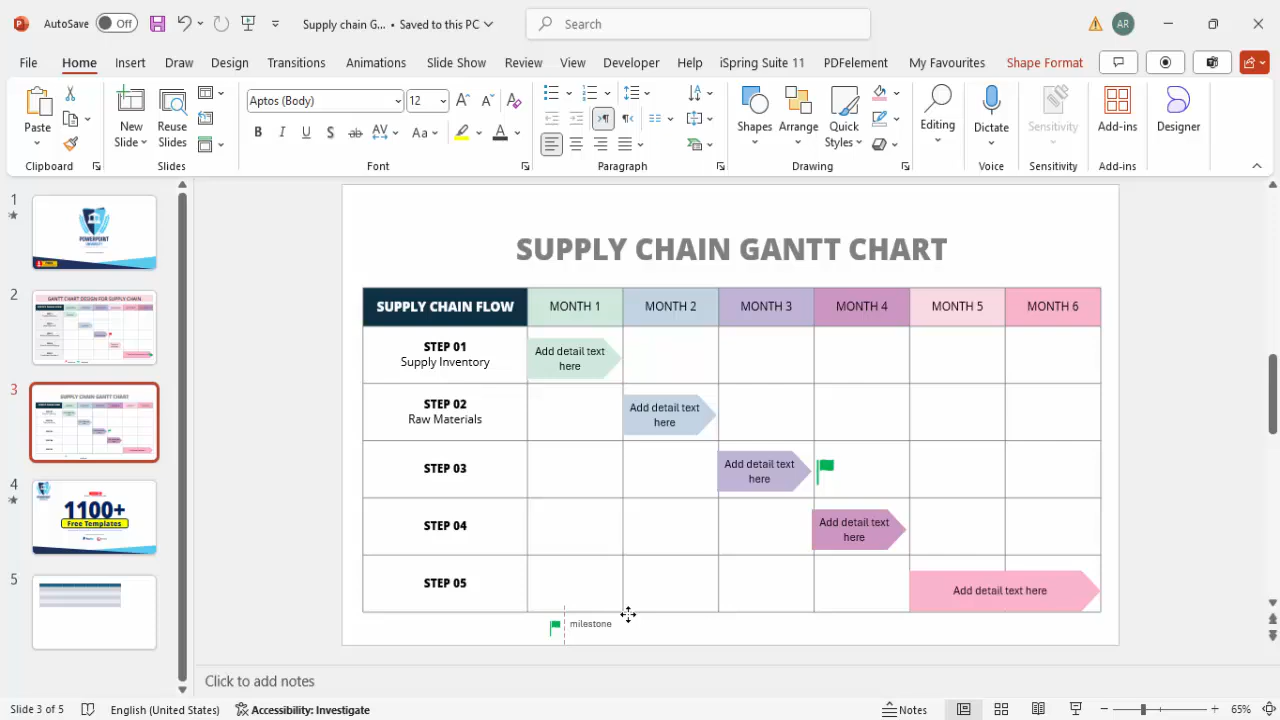 AutoSave Off Supply chain G... • Saved to this PC Search AR
File Home Insert Draw Design Transitions Animations Slide Show Review View Developer Help iSpring Suite 11 PDFelement My Favourites Shape Format
Aptos (Body) 12
Paste New Slide Reuse Slides Shapes Arrange Quick Styles Editing Dictate Sensitivity Add-ins Designer
Clipboard Slides Font Paragraph Drawing Voice Sensitivity Add-ins
1
POWERPOINT
2
GANTT CHART DESIGN FOR SUPPLY CHAIN
3
SUPPLY CHAIN GANTT CHART
4
1100+
Free Templates
5
SUPPLY CHAIN GANTT CHART
SUPPLY CHAIN FLOW MONTH 1 MONTH 2 MONTH 3 MONTH 4 MONTH 5 MONTH 6
STEP 01
Supply Inventory
Add detail text
here
STEP 02
Raw Materials
Add detail text
here
STEP 03
Add detail text
here
STEP 04
Add detail text
here
STEP 05
Add detail text here
milestone
Click to add notes
Slide 3 of 5 English (United States) Accessibility: Investigate Notes 65%